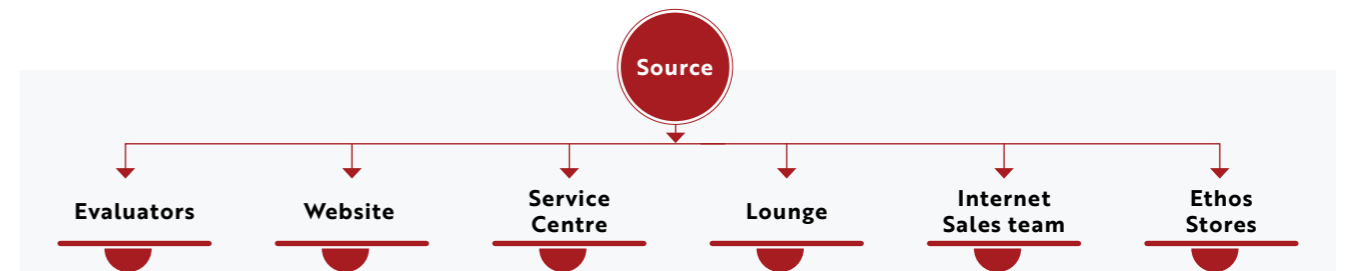 Source
Evaluators
Website
Service
Centre
Lounge
Internet
Sales team
Ethos
Stores